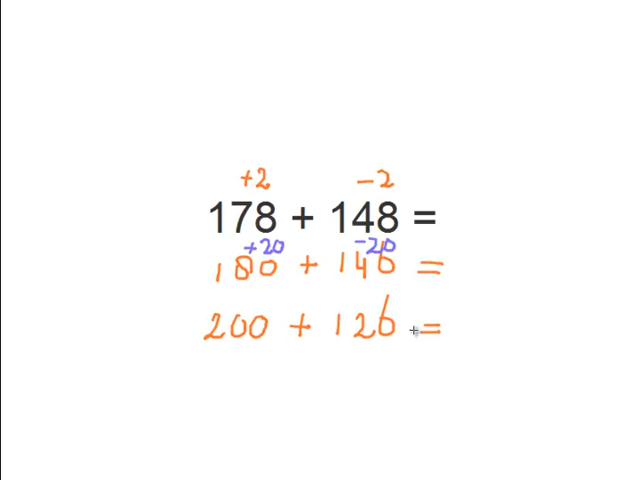 +2 −2
178 + 148 =
+20 −20
180 + 146 =
200 + 126 =